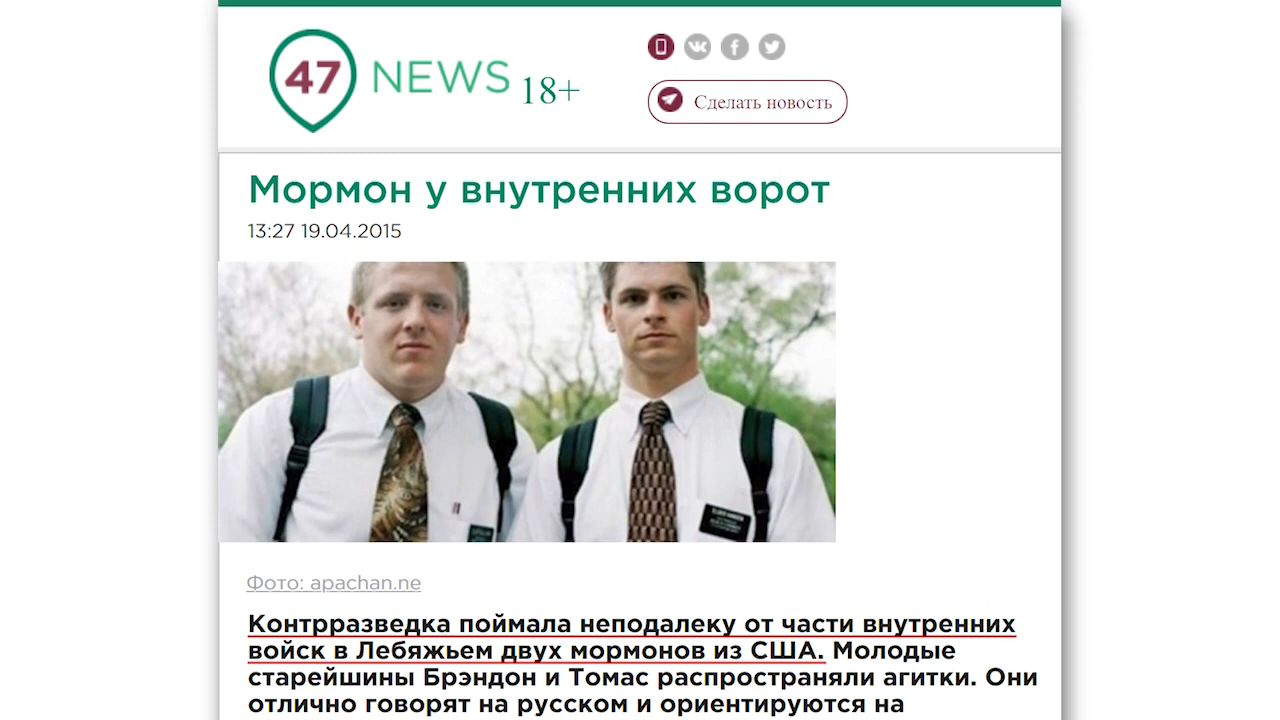 47 NEWS 18+
Сделать новость
Мормон у внутренних ворот
13:27 19.04.2015
Фото: apachan.ne
Контрразведка поймала неподалеку от части внутренних
войск в Лебяжьем двух мормонов из США. Молодые
старейшины Брэндон и Томас распространяли агитки. Они
отлично говорят на русском и ориентируются на